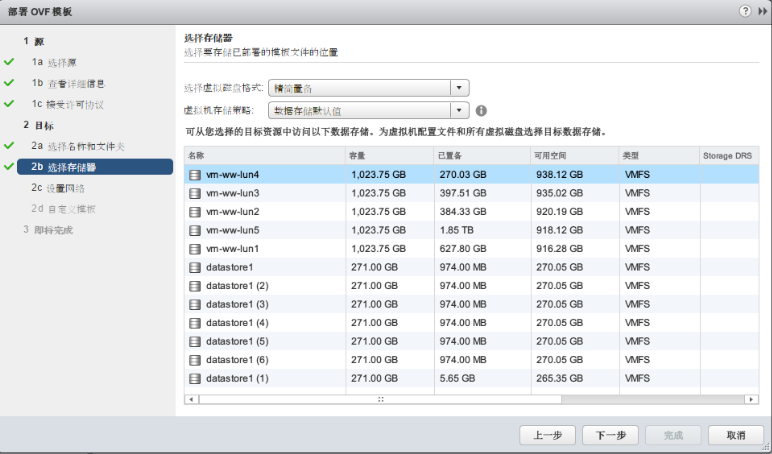 部署 OVF 模板
1 源
1a 选择源
1b 查看详细信息
1c 接受许可协议
2 目标
2a 选择名称和文件夹
2b 选择存储器
2c 设置网络
2d 自定义模板
3 即将完成
选择存储器
选择要存储已部署的模板文件的位置
选择虚拟磁盘格式: 精简置备
虚拟机存储策略: 数据存储默认值
可从您选择的目标资源中访问以下数据存储。为虚拟机配置文件和所有虚拟磁盘选择目标数据存储。
名称 容量 已置备 可用空间 类型 Storage DRS
vm-ww-lun4 1,023.75 GB 270.03 GB 938.12 GB VMFS
vm-ww-lun3 1,023.75 GB 397.51 GB 935.02 GB VMFS
vm-ww-lun2 1,023.75 GB 384.33 GB 920.19 GB VMFS
vm-ww-lun5 1,023.75 GB 1.85 TB 918.12 GB VMFS
vm-ww-lun1 1,023.75 GB 627.80 GB 916.28 GB VMFS
datastore1 271.00 GB 974.00 MB 270.05 GB VMFS
datastore1 (2) 271.00 GB 974.00 MB 270.05 GB VMFS
datastore1 (3) 271.00 GB 974.00 MB 270.05 GB VMFS
datastore1 (4) 271.00 GB 974.00 MB 270.05 GB VMFS
datastore1 (5) 271.00 GB 974.00 MB 270.05 GB VMFS
datastore1 (6) 271.00 GB 974.00 MB 270.05 GB VMFS
datastore1 (1) 271.00 GB 5.65 GB 265.35 GB VMFS
上一步 下一步 完成 取消